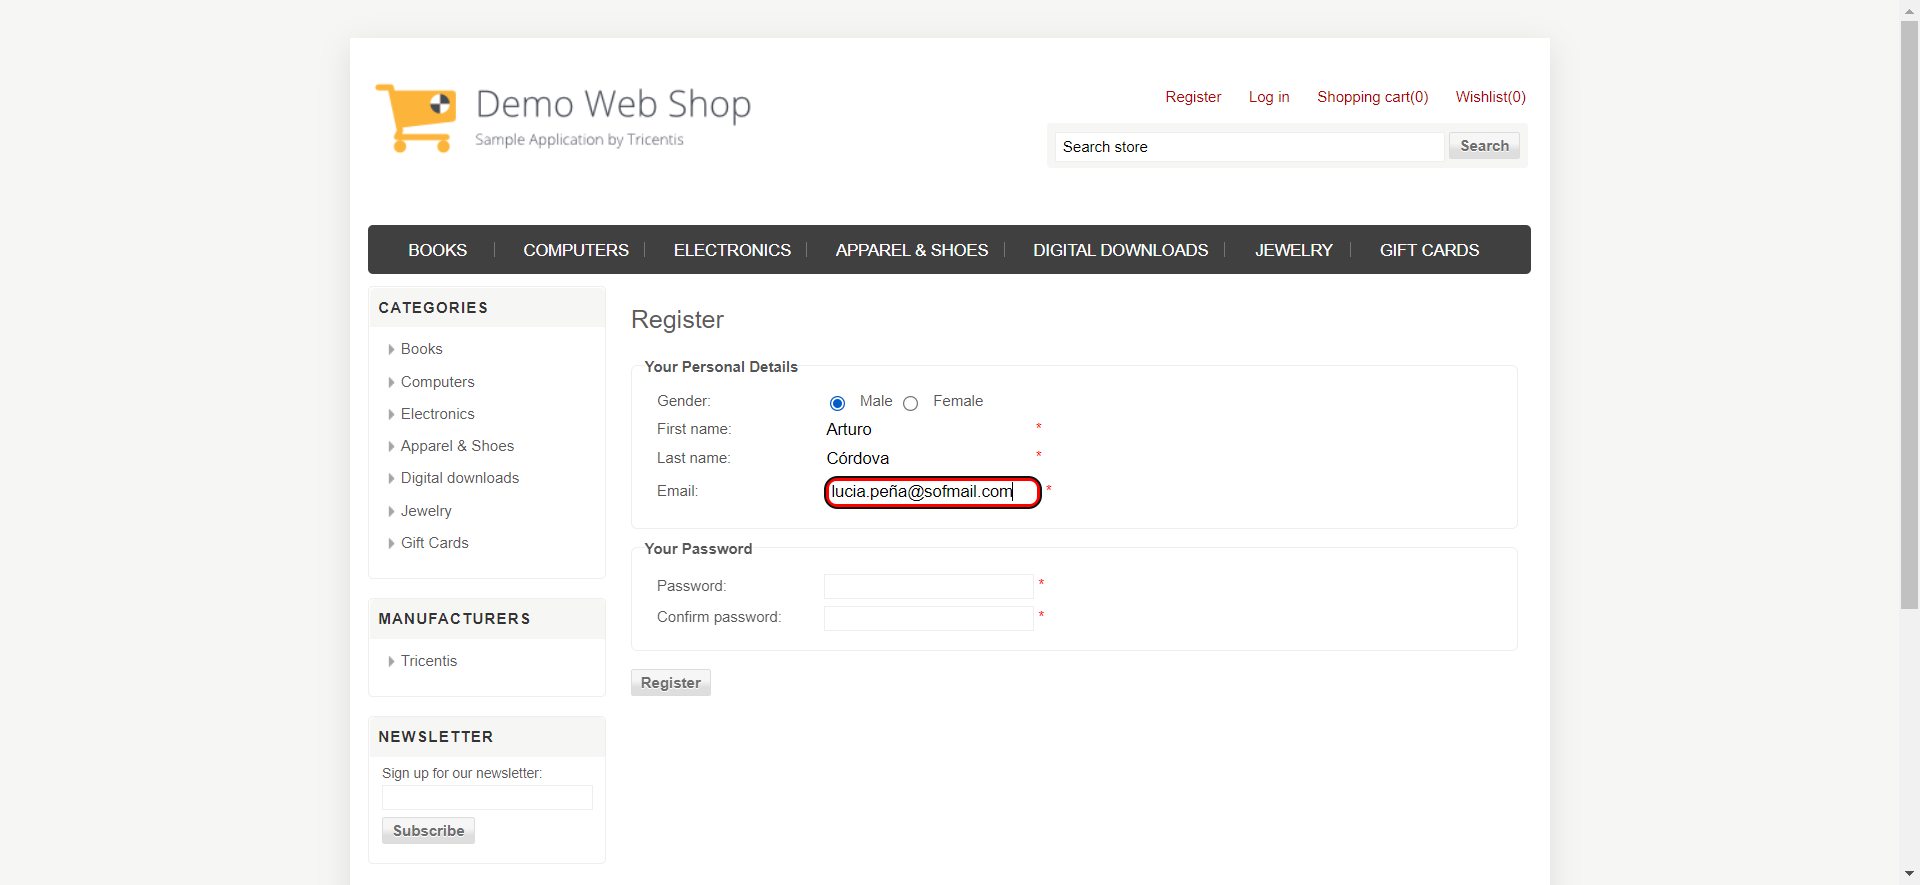 Demo Web Shop
Sample Application by Tricentis
Register
Log in
Shopping cart(0)
Wishlist(0)
Search store
Search
BOOKS
COMPUTERS
ELECTRONICS
APPAREL & SHOES
DIGITAL DOWNLOADS
JEWELRY
GIFT CARDS
CATEGORIES
Books
Computers
Electronics
Apparel & Shoes
Digital downloads
Jewelry
Gift Cards
MANUFACTURERS
Tricentis
NEWSLETTER
Sign up for our newsletter:
Subscribe
Register
Your Personal Details
Gender: Male Female
First name: Arturo *
Last name: Córdova *
Email: lucia.peña@sofmail.com *
Your Password
Password: *
Confirm password: *
Register